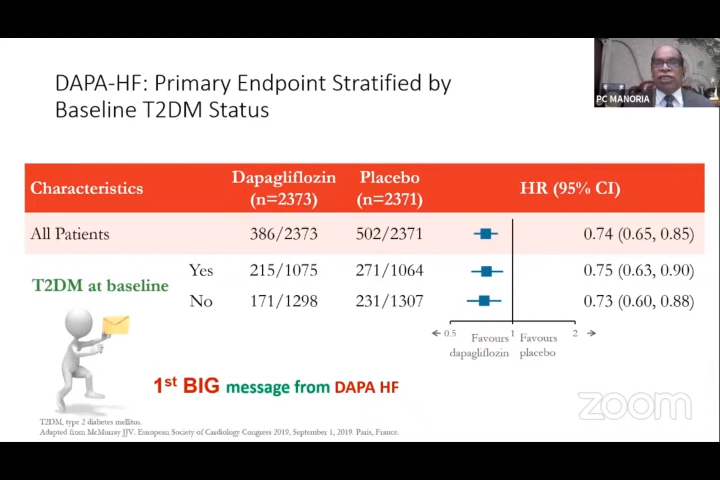 DAPA-HF: Primary Endpoint Stratified by
Baseline T2DM Status
PC MANORIA
Characteristics Dapagliflozin (n=2373) Placebo (n=2371) HR (95% CI)
All Patients 386/2373 502/2371 0.74 (0.65, 0.85)
T2DM at baseline
Yes 215/1075 271/1064 0.75 (0.63, 0.90)
No 171/1298 231/1307 0.73 (0.60, 0.88)
0.5 1 2
Favours dapagliflozin
Favours placebo
1st BIG message from DAPA HF
zoom
T2DM, type 2 diabetes mellitus.
Adapted from McMurray JJV. European Society of Cardiology Congress 2019, September 1, 2019. Paris, France.